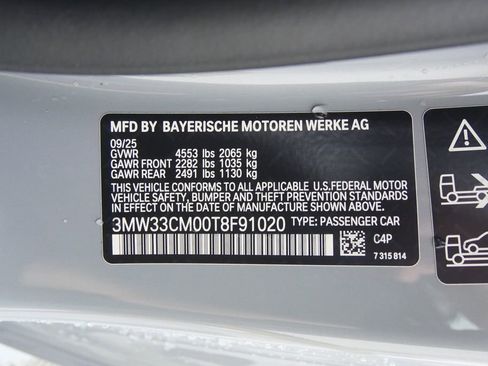 MFD BY BAYERISCHE MOTOREN WERKE AG
09/25
GVWR 4553 lbs 2065 kg
GAWR FRONT 2282 lbs 1035 kg
GAWR REAR 2491 lbs 1130 kg
THIS VEHICLE CONFORMS TO ALL APPLICABLE U.S.FEDERAL MOTOR
VEHICLE SAFETY, BUMPER, AND THEFT PREVENTION STANDARDS
IN EFFECT ON THE DATE OF MANUFACTURE SHOWN ABOVE.
3MW33CM00T8F91020 TYPE: PASSENGER CAR
C4P
7 315 814